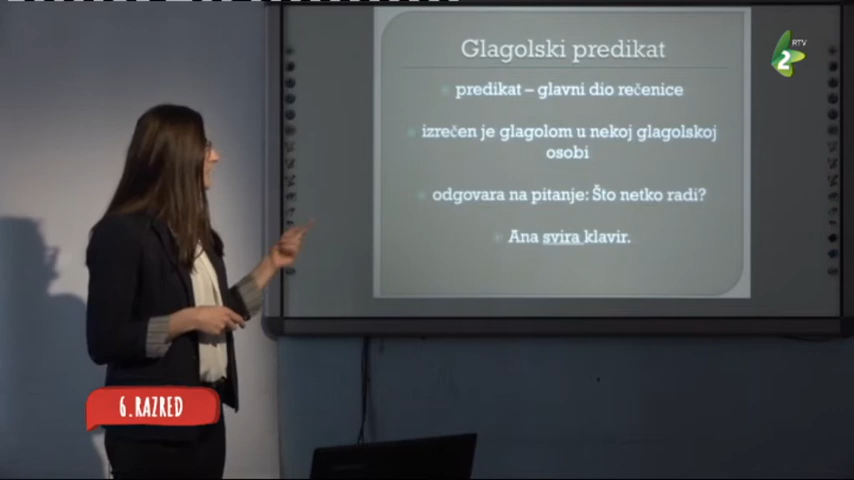 Glagolski predikat
predikat – glavni dio rečenice
izrečen je glagolom u nekoj glagolskoj
osobi
odgovara na pitanje: Što netko radi?
Ana svira klavir.
RTV
2
6.RAZRED